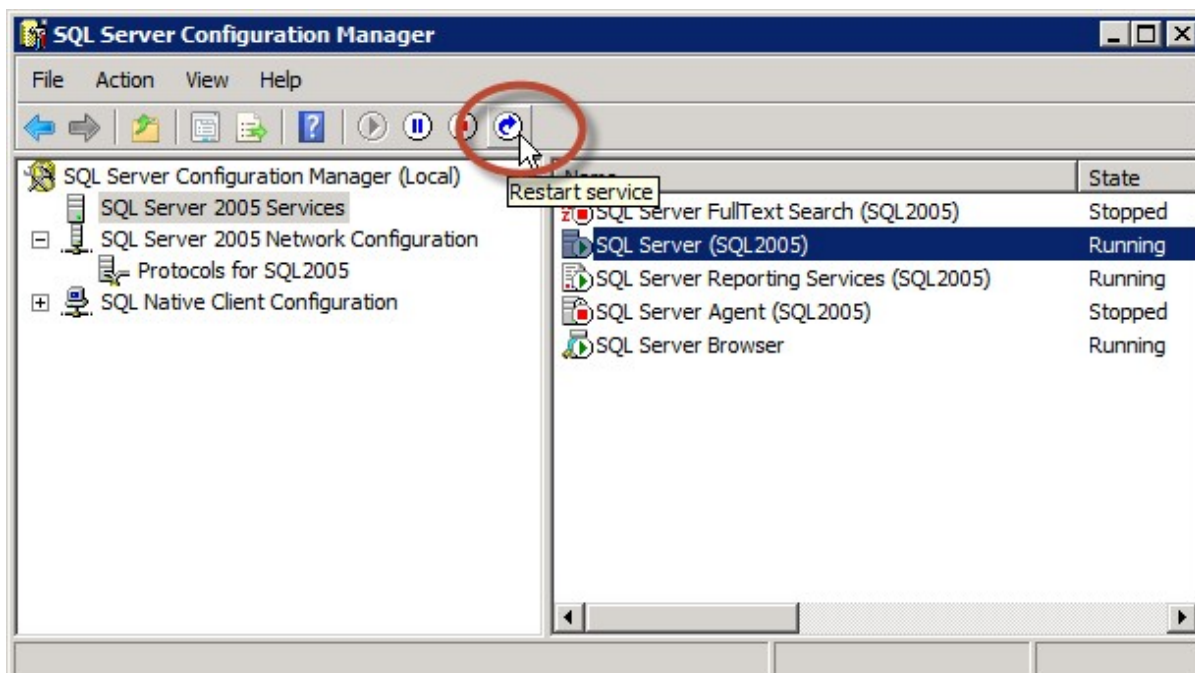 SQL Server Configuration Manager
File Action View Help
SQL Server Configuration Manager (Local)
SQL Server 2005 Services
SQL Server 2005 Network Configuration
Protocols for SQL2005
SQL Native Client Configuration
Restart service
State
SQL Server FullText Search (SQL2005) Stopped
SQL Server (SQL2005) Running
SQL Server Reporting Services (SQL2005) Running
SQL Server Agent (SQL2005) Stopped
SQL Server Browser Running